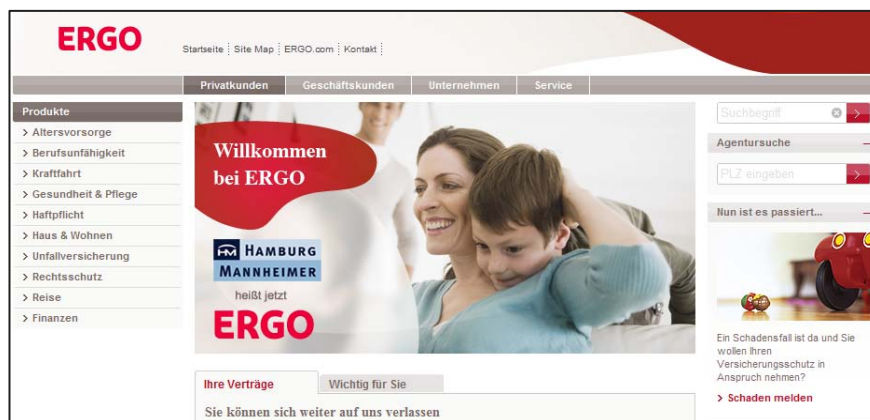 ERGO
Startseite Site Map ERGO.com Kontakt
Privatkunden Geschäftskunden Unternehmen Service
Produkte
> Altersvorsorge
> Berufsunfähigkeit
> Kraftfahrt
> Gesundheit & Pflege
> Haftpflicht
> Haus & Wohnen
> Unfallversicherung
> Rechtsschutz
> Reise
> Finanzen
Willkommen
bei ERGO
HM HAMBURG
MANNHEIMER
heißt jetzt
ERGO
Ihre Verträge Wichtig für Sie
Sie können sich weiter auf uns verlassen
Suchbegriff
Agentursuche
PLZ eingeben
Nun ist es passiert...
Ein Schadensfall ist da und Sie
wollen Ihren
Versicherungsschutz in
Anspruch nehmen?
> Schaden melden